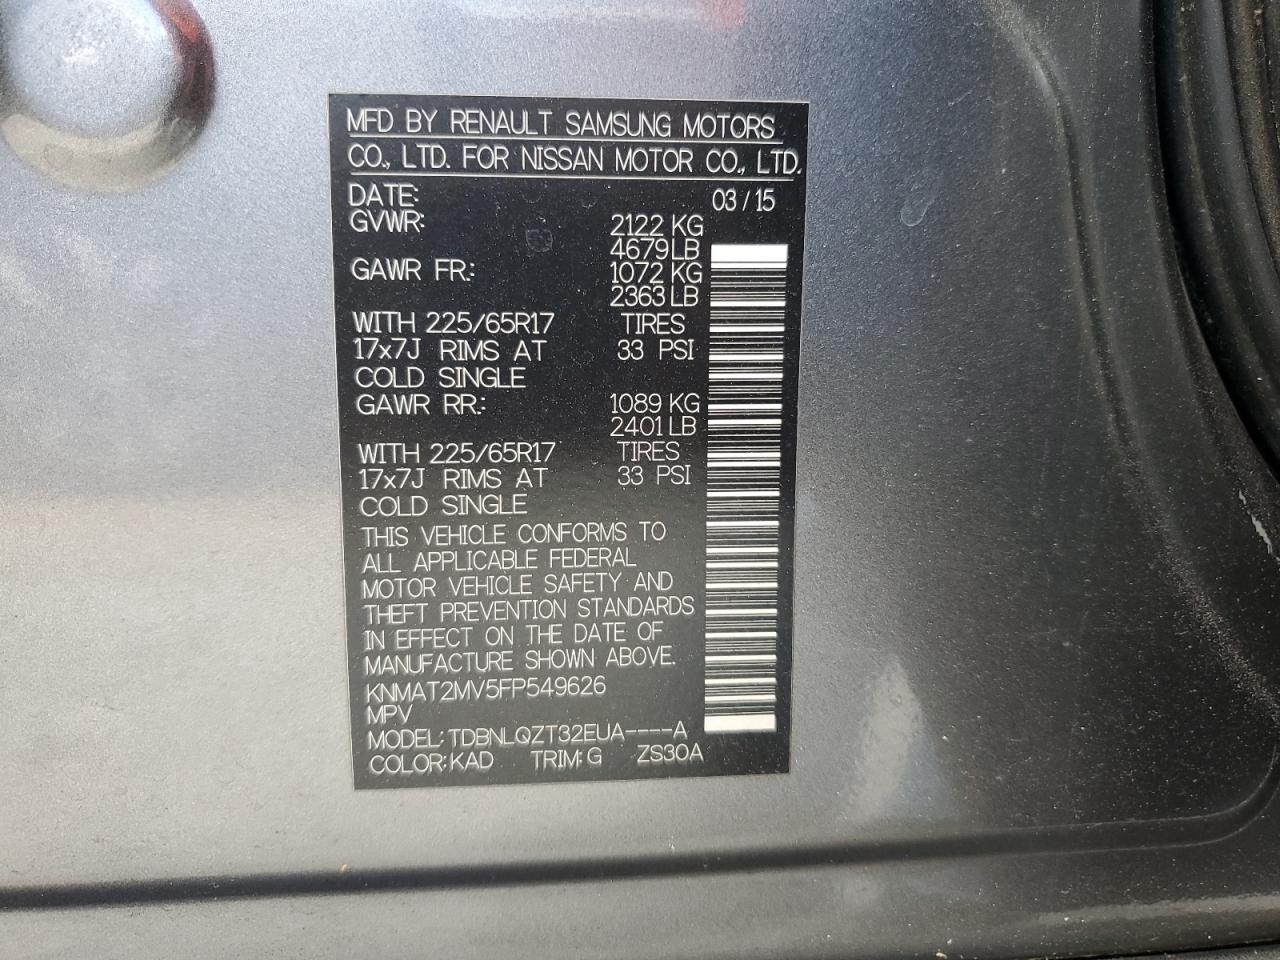 MFD BY RENAULT SAMSUNG MOTORS
CO., LTD. FOR NISSAN MOTOR CO., LTD.
DATE: 03/15
GVWR: 2122 KG
4679 LB
GAWR FR.: 1072 KG
2363 LB
WITH 225/65R17 TIRES
17x7J RIMS AT 33 PSI
COLD SINGLE
GAWR RR.: 1089 KG
2401 LB
WITH 225/65R17 TIRES
17x7J RIMS AT 33 PSI
COLD SINGLE
THIS VEHICLE CONFORMS TO
ALL APPLICABLE FEDERAL
MOTOR VEHICLE SAFETY AND
THEFT PREVENTION STANDARDS
IN EFFECT ON THE DATE OF
MANUFACTURE SHOWN ABOVE.
KNMAT2MV5FP549626
MPV
MODEL: TDBNLQZT32EUA----A
COLOR: KAD TRIM: G ZS30A